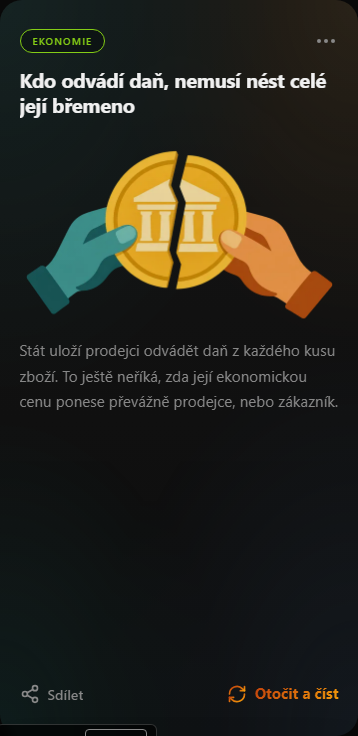 EKONOMIE
Kdo odvádí daň, nemusí nést celé
její břemeno
Stát uloží prodejci odvádět daň z každého kusu
zboží. To ještě neříká, zda její ekonomickou
cenu ponese převážně prodejce, nebo zákazník.
Sdílet
Otočit a číst